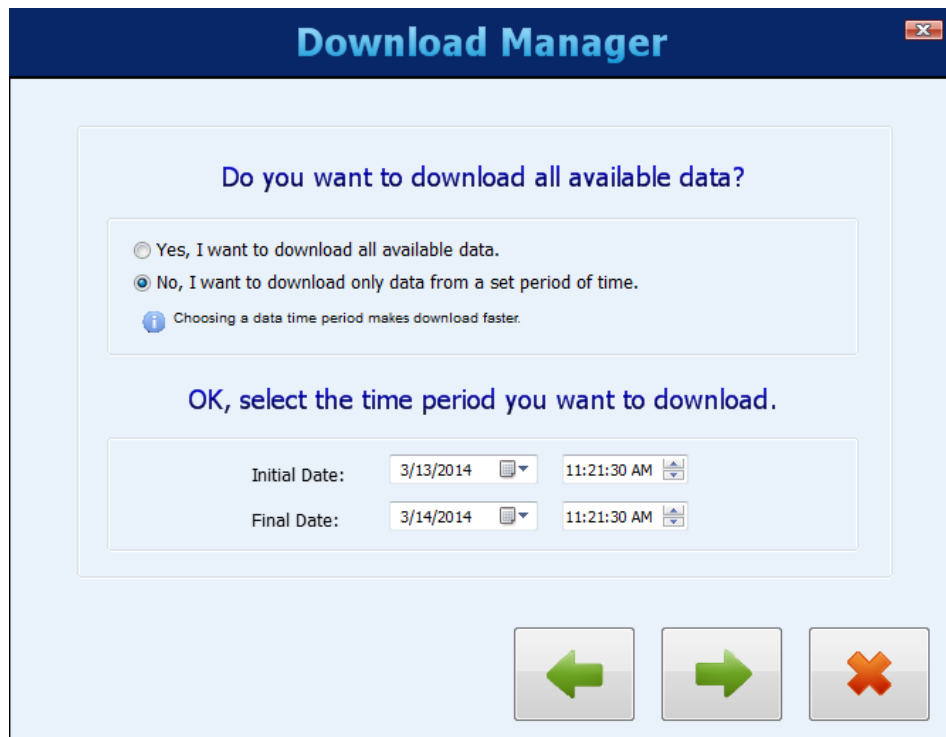 Download Manager
Do you want to download all available data?
Yes, I want to download all available data.
No, I want to download only data from a set period of time.
Choosing a data time period makes download faster.
OK, select the time period you want to download.
Initial Date: 3/13/2014 11:21:30 AM
Final Date: 3/14/2014 11:21:30 AM